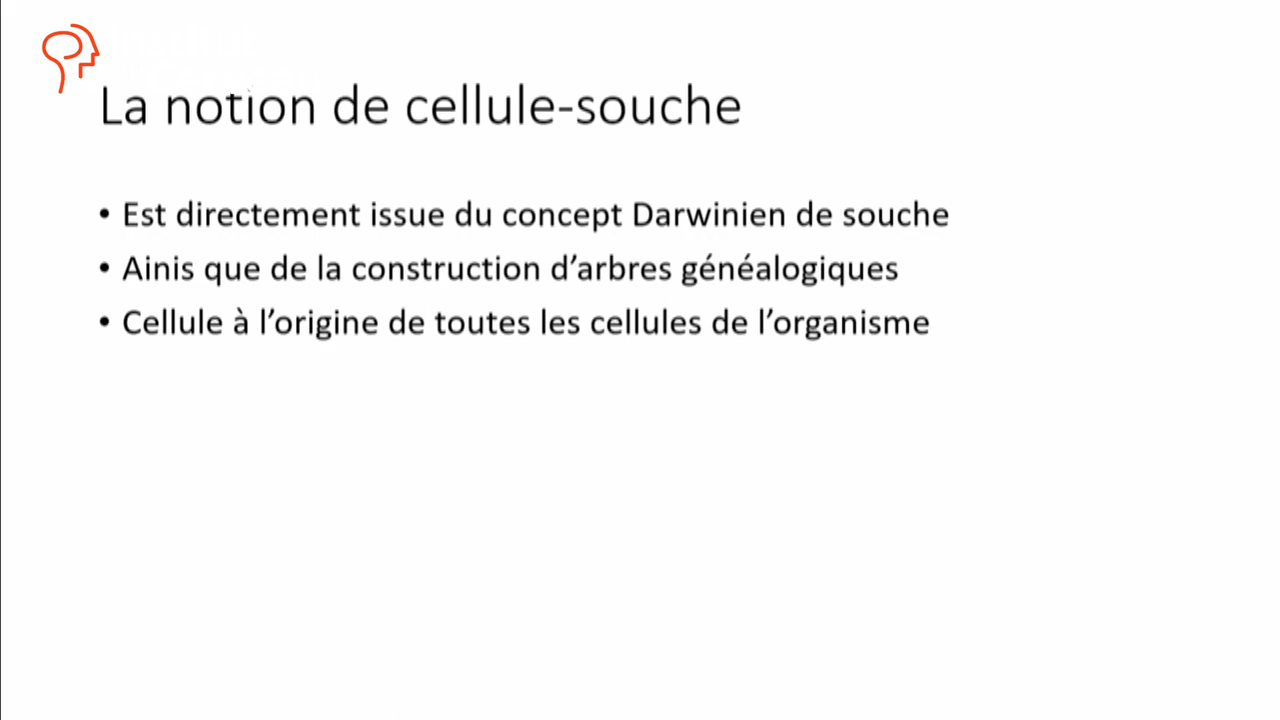 La notion de cellule-souche
• Est directement issue du concept Darwinien de souche
• Ainis que de la construction d’arbres généalogiques
• Cellule à l’origine de toutes les cellules de l’organisme